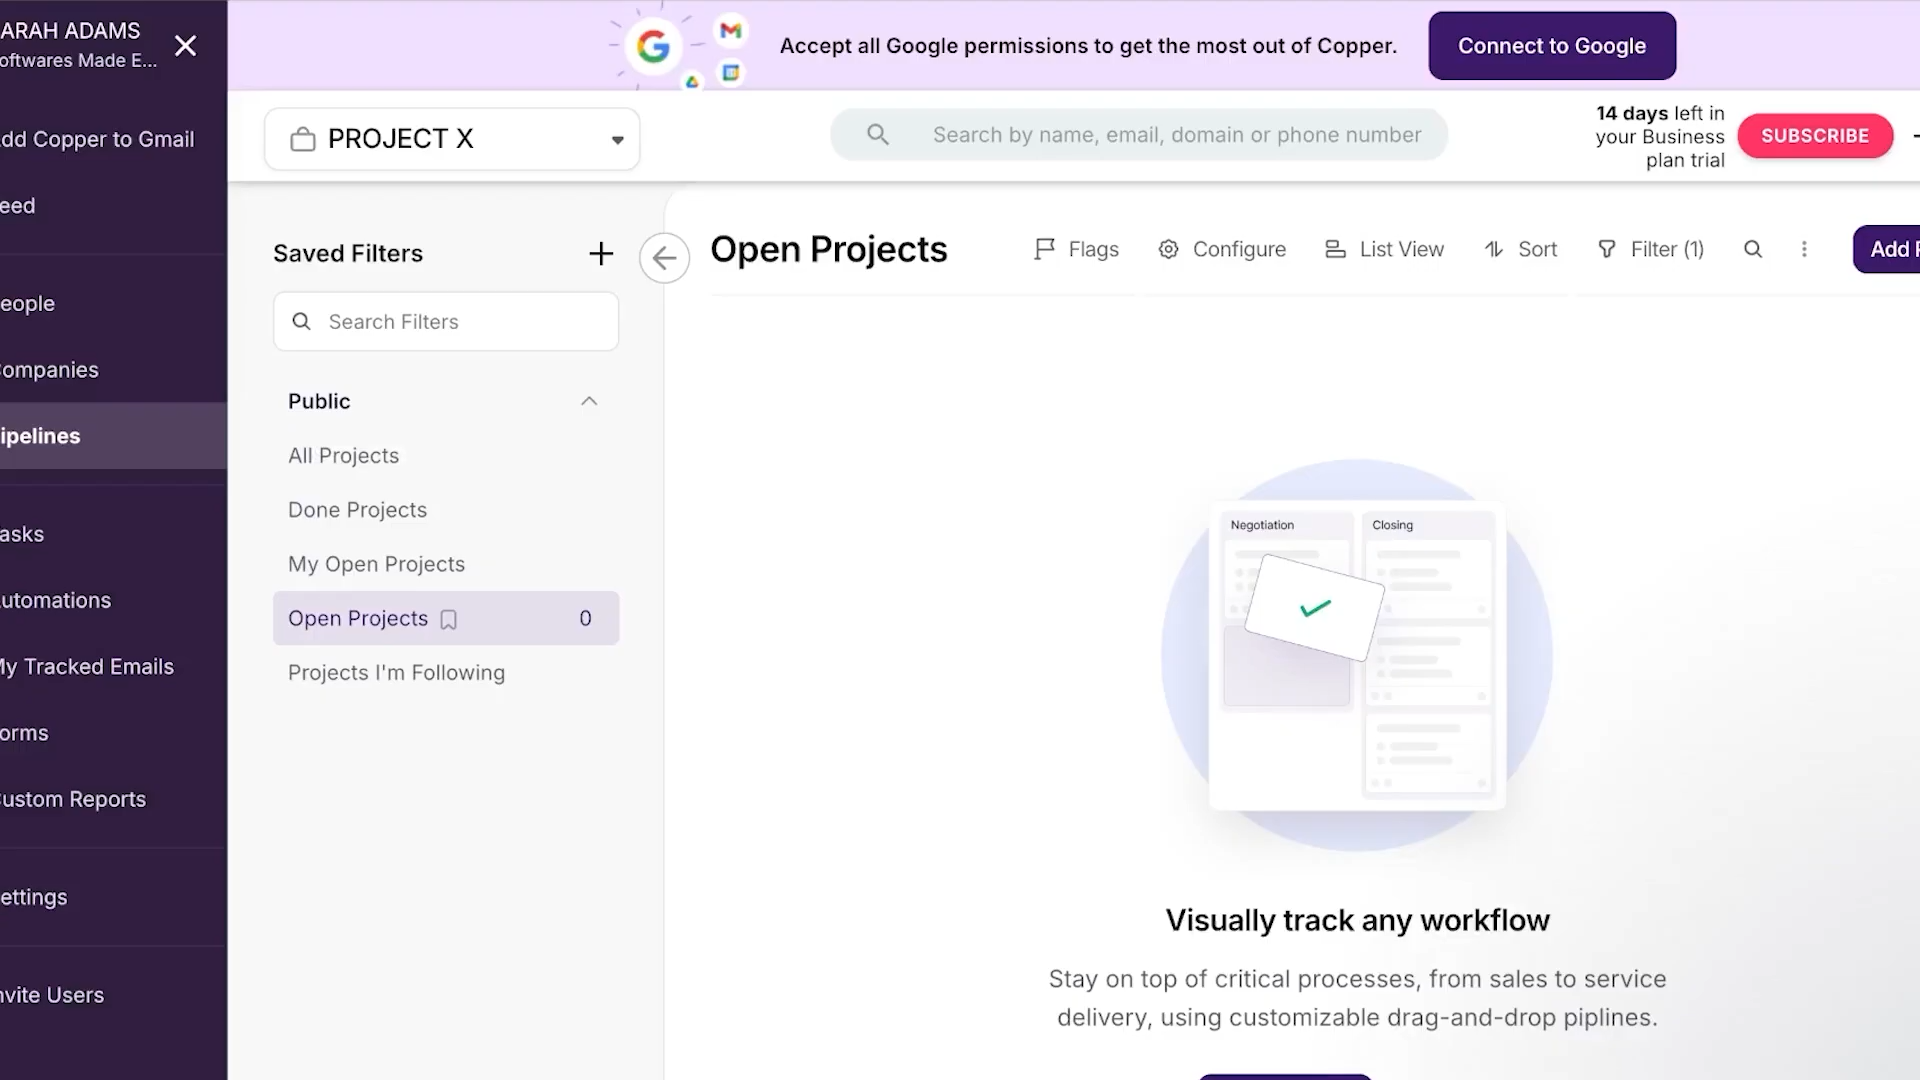 ARAH ADAMS
oftwares Made E...
dd Copper to Gmail
eed
eople
ompanies
ipelines
asks
utomations
My Tracked Emails
orms
ustom Reports
ettings
nvite Users
Accept all Google permissions to get the most out of Copper.
Connect to Google
PROJECT X
Search by name, email, domain or phone number
14 days left in
your Business
plan trial
SUBSCRIBE
Saved Filters
Search Filters
Public
All Projects
Done Projects
My Open Projects
Open Projects 0
Projects I'm Following
Open Projects
Flags
Configure
List View
Sort
Filter (1)
Add
Negotiation
Closing
Visually track any workflow
Stay on top of critical processes, from sales to service
delivery, using customizable drag-and-drop piplines.